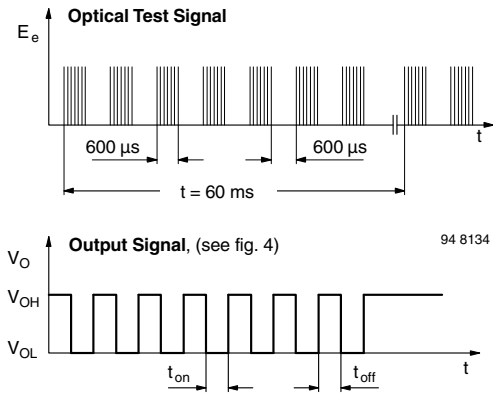 Optical Test Signal
E e
t
600 μs
600 μs
t = 60 ms
Output Signal, (see fig. 4)
94 8134
V O
V OH
V OL
t on
t off
t